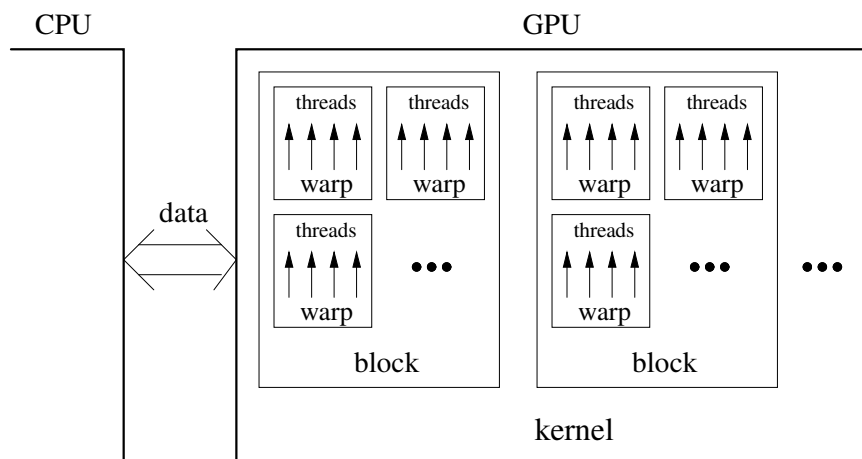 CPU
GPU
threads
warp
threads
warp
threads
warp
block
threads
warp
threads
warp
threads
warp
block
data
kernel